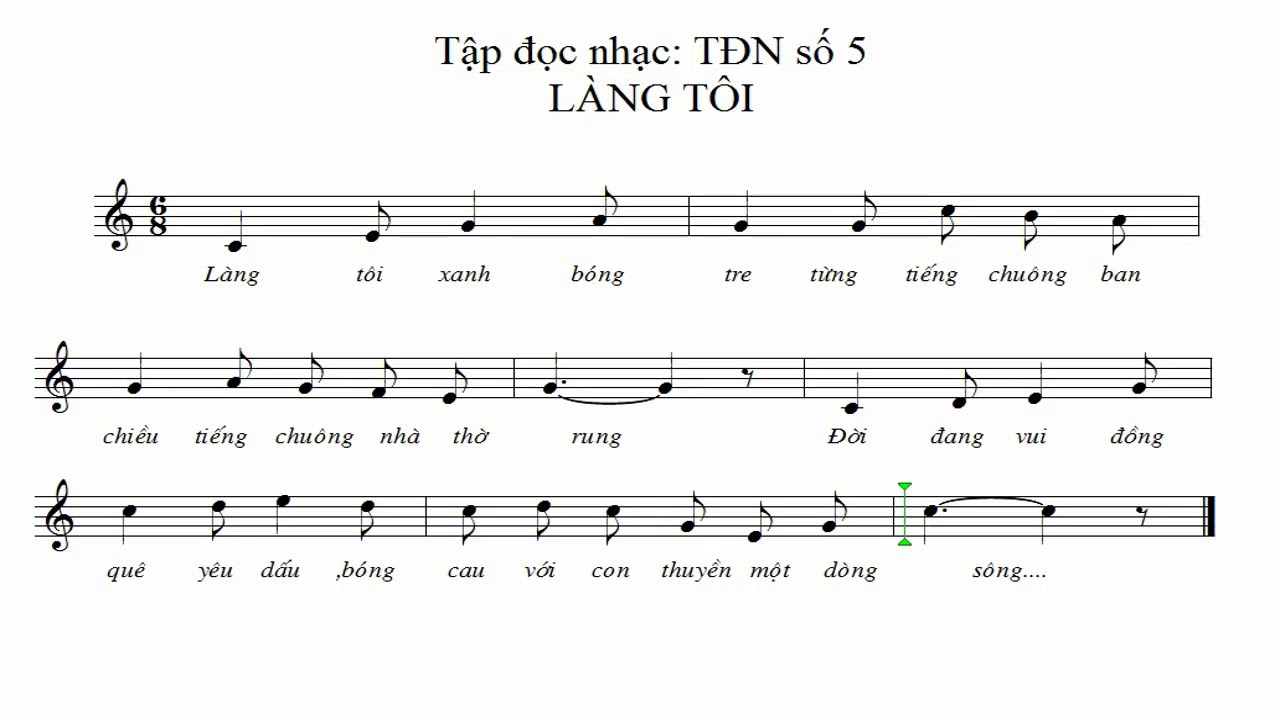 Tập đọc nhạc: TĐN số 5
LÀNG TÔI
6
8
Làng tôi xanh bóng tre từng tiếng chuông ban
chiều tiếng chuông nhà thờ rung Đời đang vui đồng
quê yêu dấu ,bóng cau với con thuyền một dòng sông....